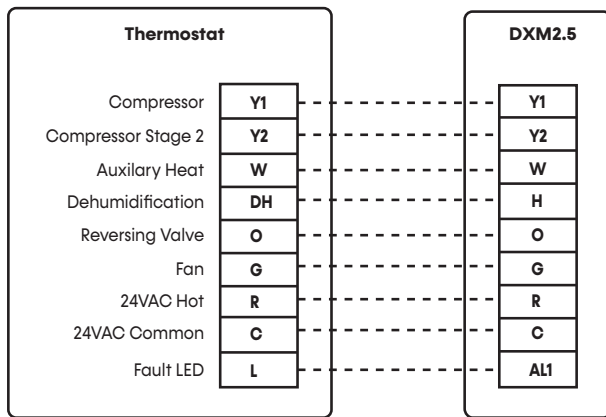 Thermostat DXM2.5
Compressor Y1 Y1
Compressor Stage 2 Y2 Y2
Auxilary Heat W W
Dehumidification DH H
Reversing Valve O O
Fan G G
24VAC Hot R R
24VAC Common C C
Fault LED L AL1